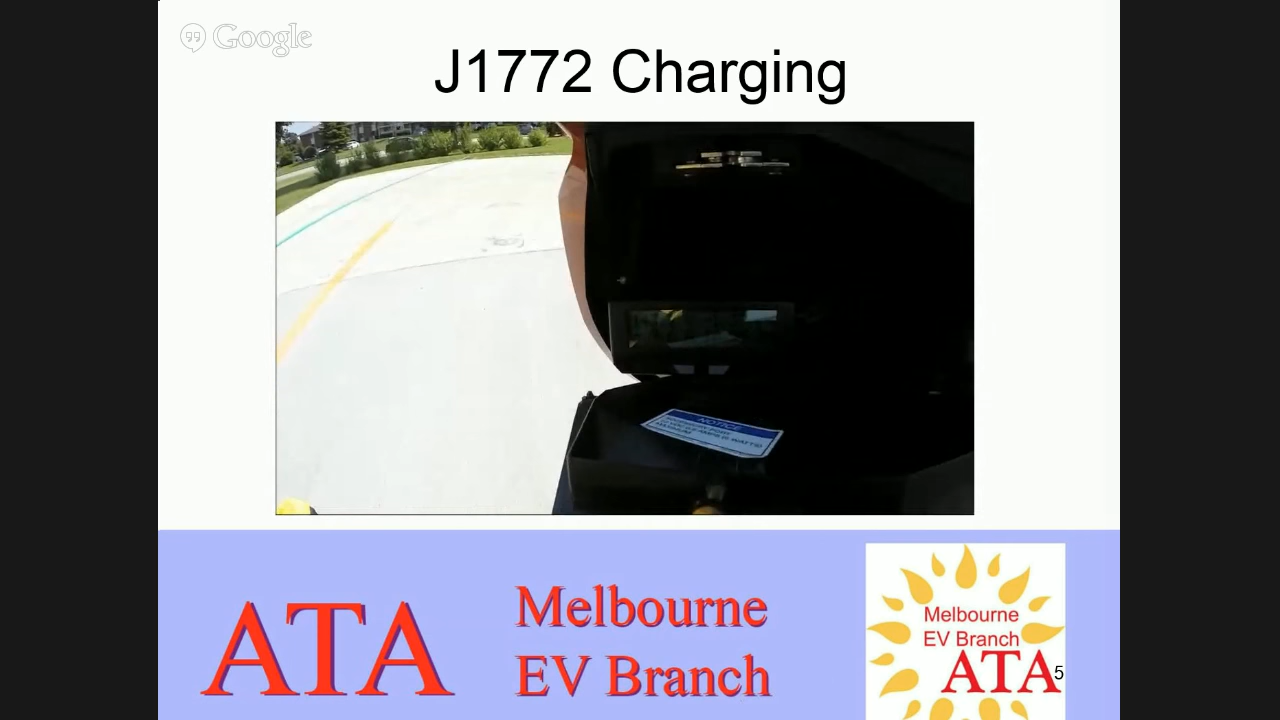 Google
J1772 Charging
NOTICE
ATA
Melbourne
EV Branch
Melbourne
EV Branch
ATA
5